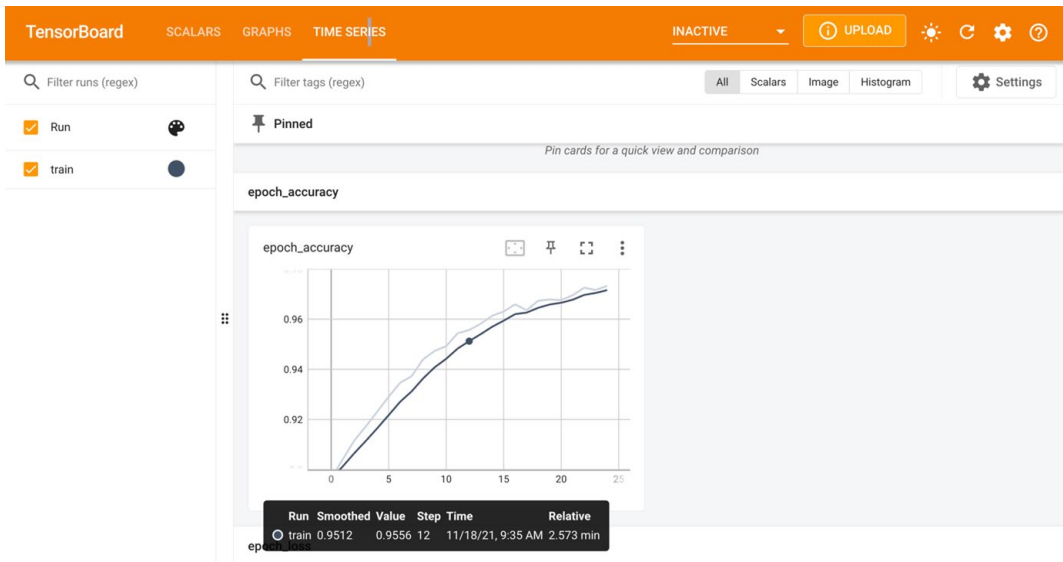 TensorBoard SCALARS GRAPHS TIME SERIES INACTIVE UPLOAD
Filter runs (regex)
Filter tags (regex) All Scalars Image Histogram Settings
Run
Pinned
Pin cards for a quick view and comparison
train
epoch_accuracy
epoch_accuracy
0.96
0.94
0.92
0 5 10 15 20 25
Run Smoothed Value Step Time Relative
train 0.9512 0.9556 12 11/18/21, 9:35 AM 2.573 min
epoch_loss